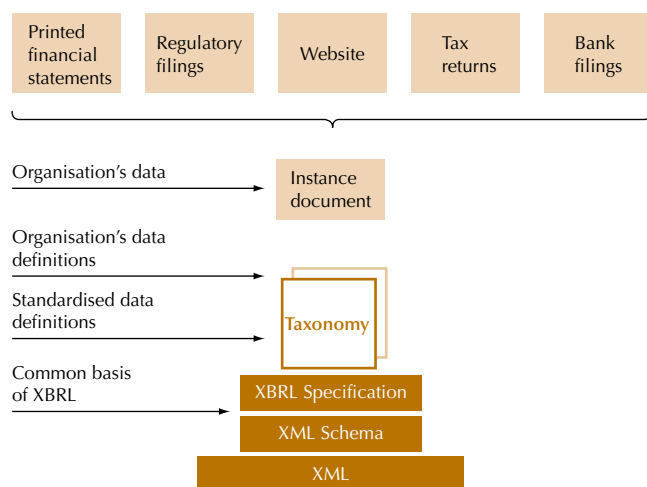 Printed
financial
statements
Regulatory
filings
Website
Tax
returns
Bank
filings
Organisation’s data
Instance
document
Organisation’s data
definitions
Standardised data
definitions
Taxonomy
Common basis
of XBRL
XBRL Specification
XML Schema
XML